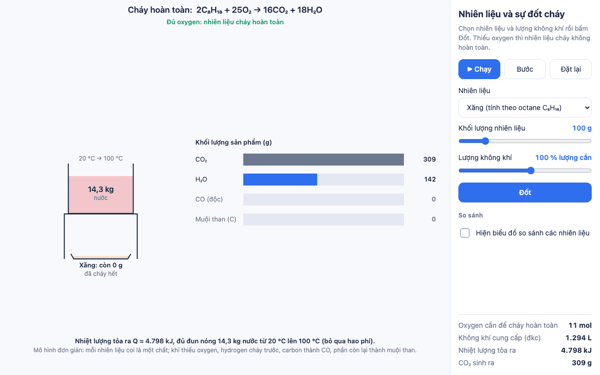 Cháy hoàn toàn: 2C₈H₁₈ + 25O₂ → 16CO₂ + 18H₂O
Đủ oxygen: nhiên liệu cháy hoàn toàn
20 °C → 100 °C
14,3 kg
nước
Xăng: còn 0 g
đã cháy hết
Khối lượng sản phẩm (g)
CO₂ 309
H₂O 142
CO (độc) 0
Muội than (C) 0
Nhiệt lượng tỏa ra Q = 4.798 kJ, đủ đun nóng 14,3 kg nước từ 20 °C lên 100 °C (bỏ qua hao phí).
Mô hình đơn giản: mỗi nhiên liệu coi là một chất; khi thiếu oxygen, hydrogen cháy trước, carbon thành CO, phần còn lại thành muội than.
Nhiên liệu và sự đốt cháy
Chọn nhiên liệu và lượng không khí rồi bấm
Đốt. Thiếu oxygen thì nhiên liệu cháy không
hoàn toàn.
▶ Chạy Bước Đặt lại
Nhiên liệu
Xăng (tính theo octane C₈H₁₈)
Khối lượng nhiên liệu 100 g
Lượng không khí 100 % lượng cần
Đốt
So sánh
Hiện biểu đồ so sánh các nhiên liệu
Oxygen cần để cháy hoàn toàn 11 mol
Không khí cung cấp (đkc) 1.294 L
Nhiệt lượng tỏa ra 4.798 kJ
CO₂ sinh ra 309 g